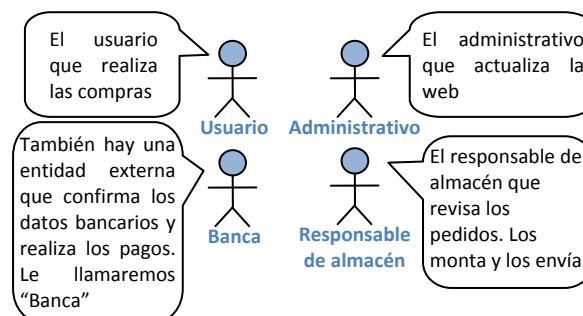 El usuario
que realiza
las compras
El administrativo
que actualiza la
web
Usuario
Administrativo
También hay una
entidad externa
que confirma los
datos bancarios y
realiza los pagos.
Le llamaremos
“Banca”
El responsable de
almacén que
revisa los
pedidos. Los
monta y los envía
Banca
Responsable
de almacén